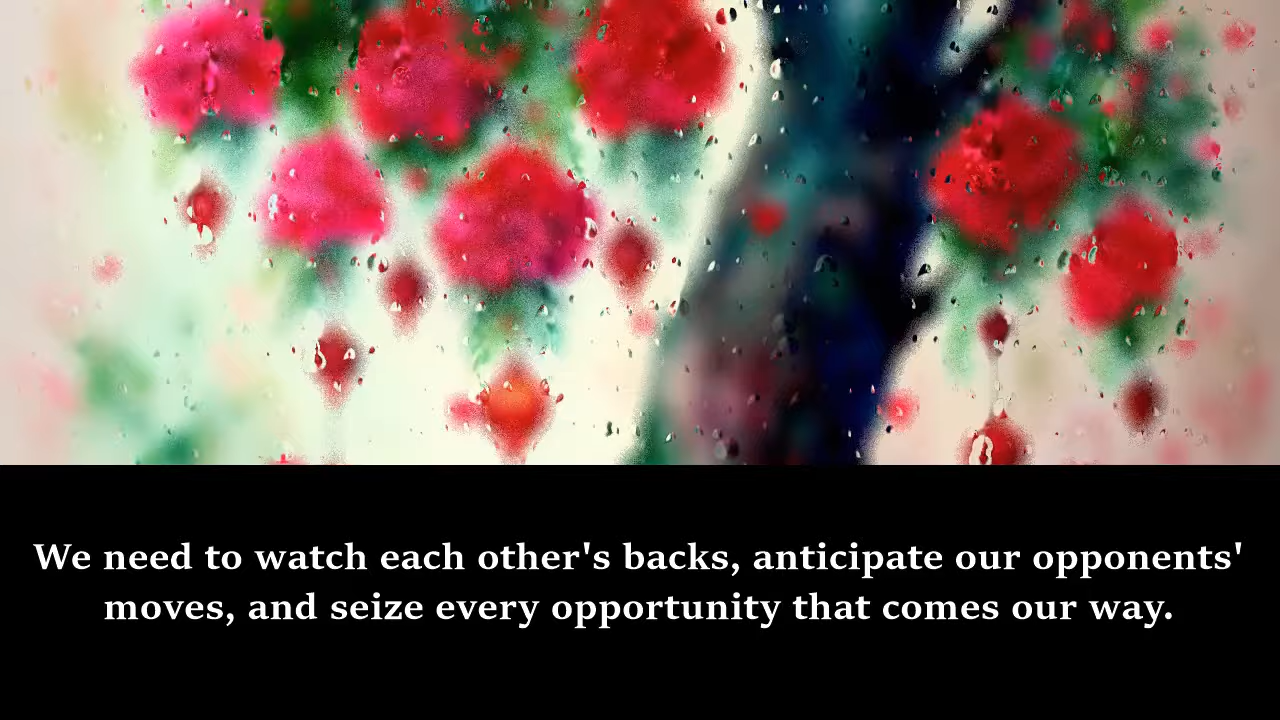 We need to watch each other's backs, anticipate our opponents'
moves, and seize every opportunity that comes our way.